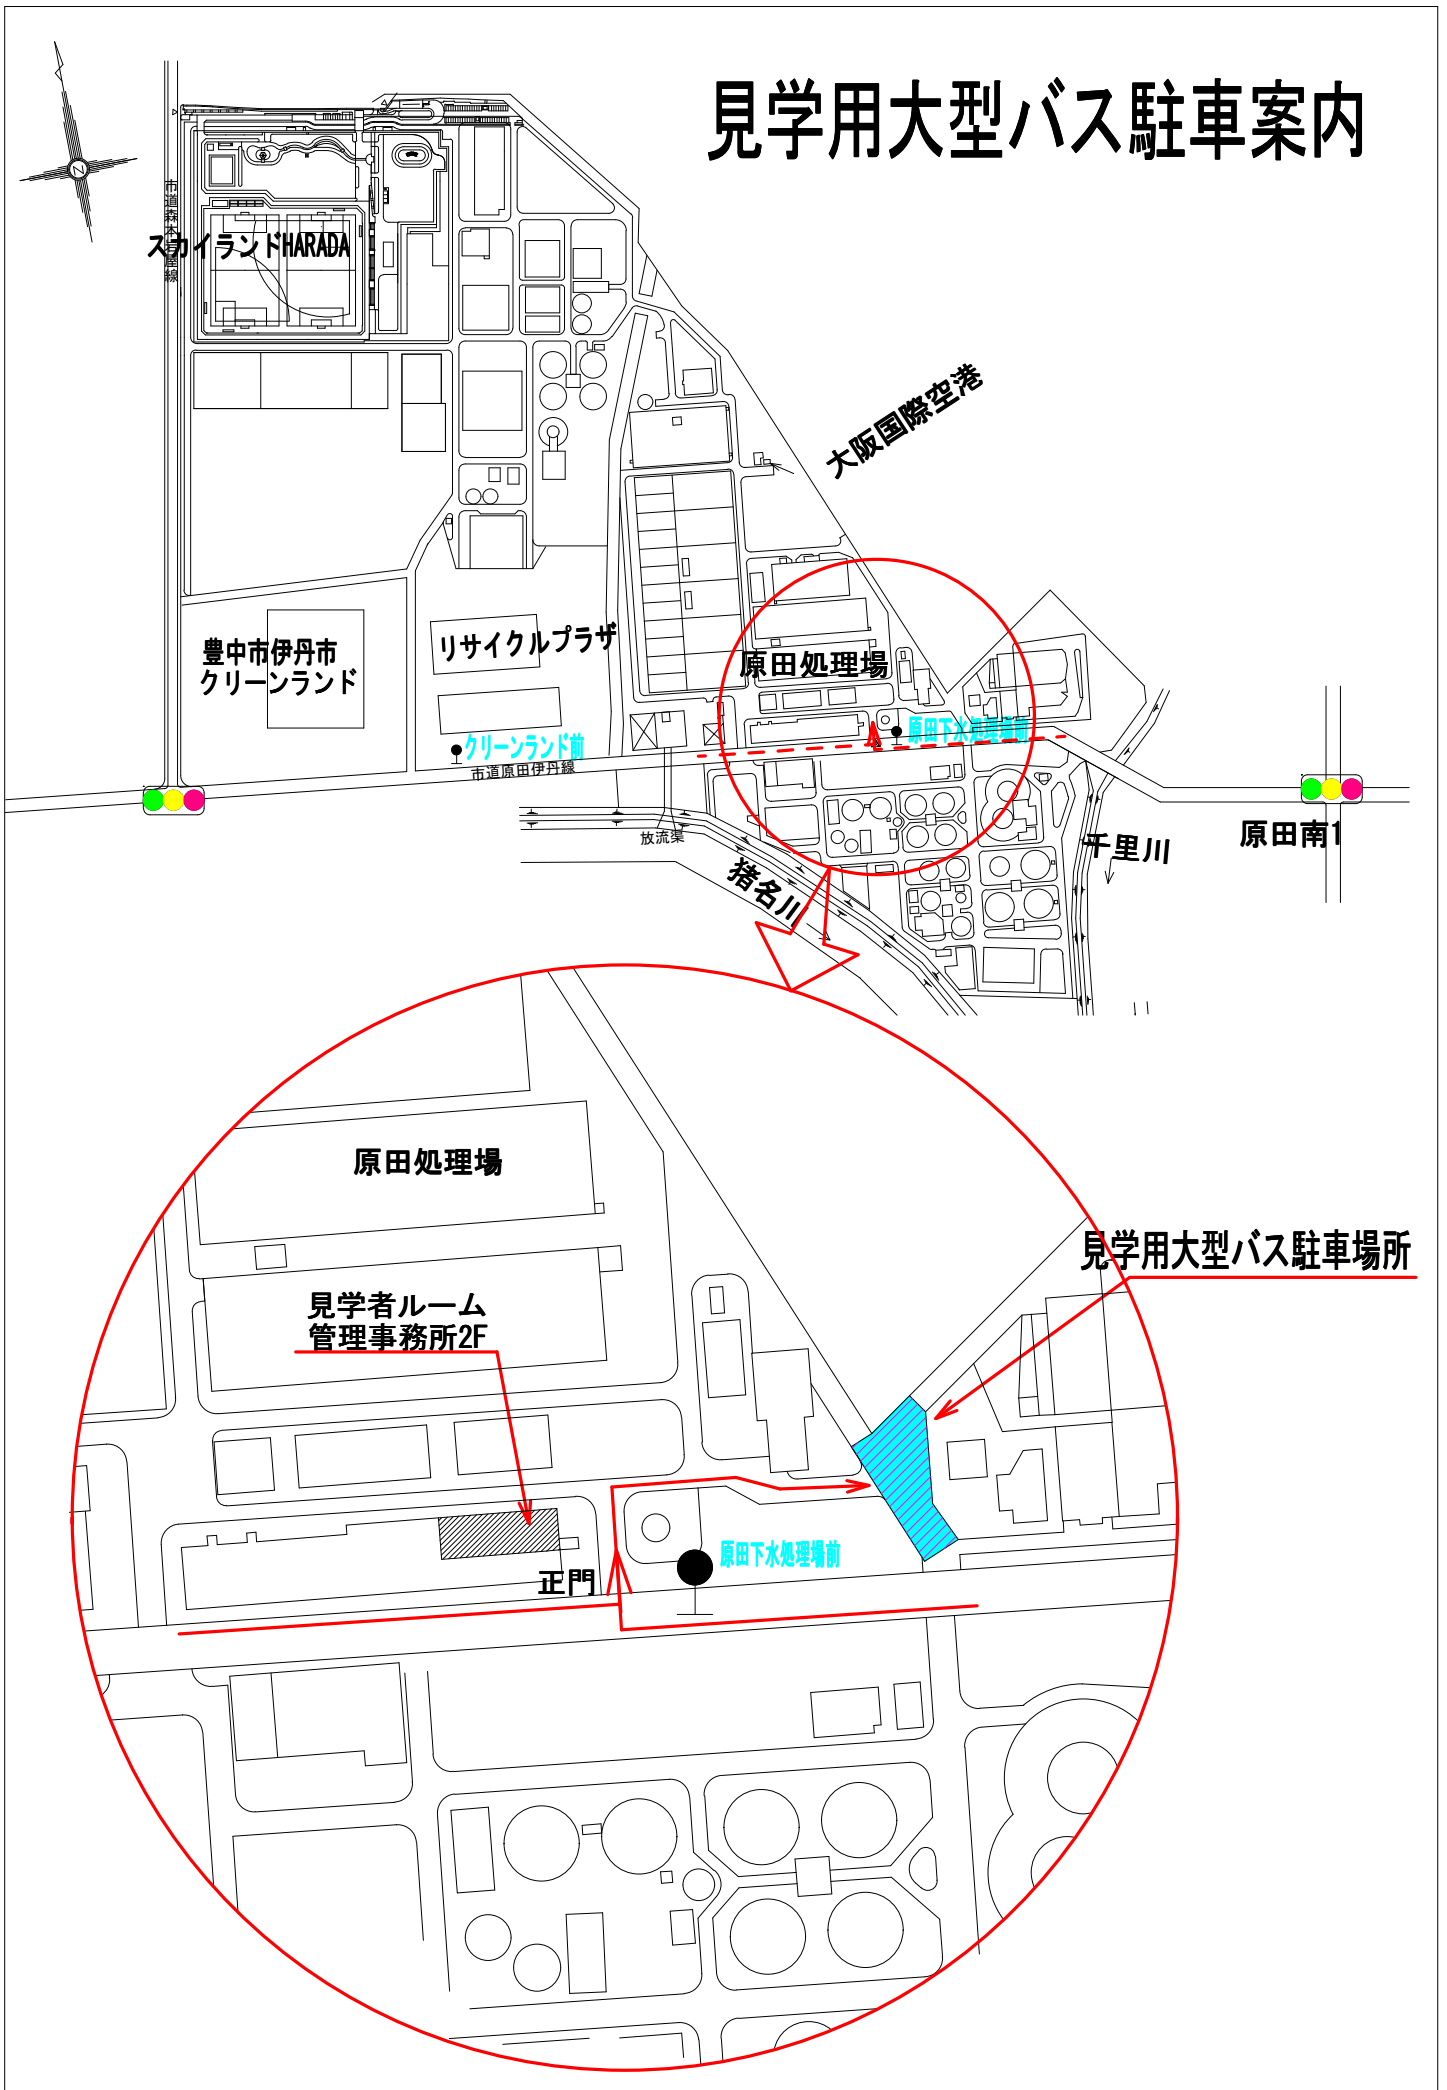 見学用大型バス駐車案内
N
市道森本岩屋線
スカイランドHARADA
大阪国際空港
豊中市伊丹市
クリーンランド
リサイクルプラザ
原田処理場
クリーンランド前
原田下水処理場前
市道原田伊丹線
放流渠
猪名川
千里川
原田南1
原田処理場
見学用大型バス駐車場所
見学者ルーム
管理事務所2F
原田下水処理場前
正門